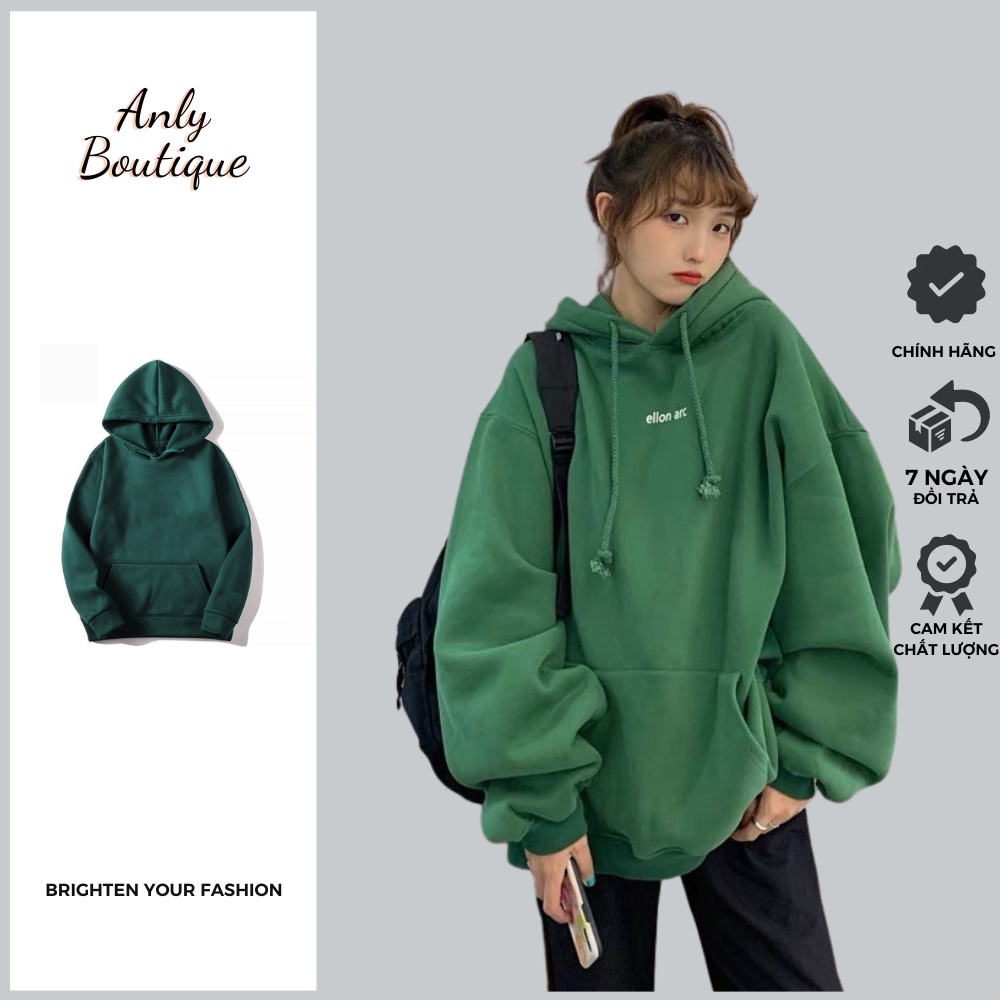 Anly
Boutique
BRIGHTEN YOUR FASHION
ellon arc
CHÍNH HÃNG
7 NGÀY
ĐỔI TRẢ
CAM KẾT
CHẤT LƯỢNG